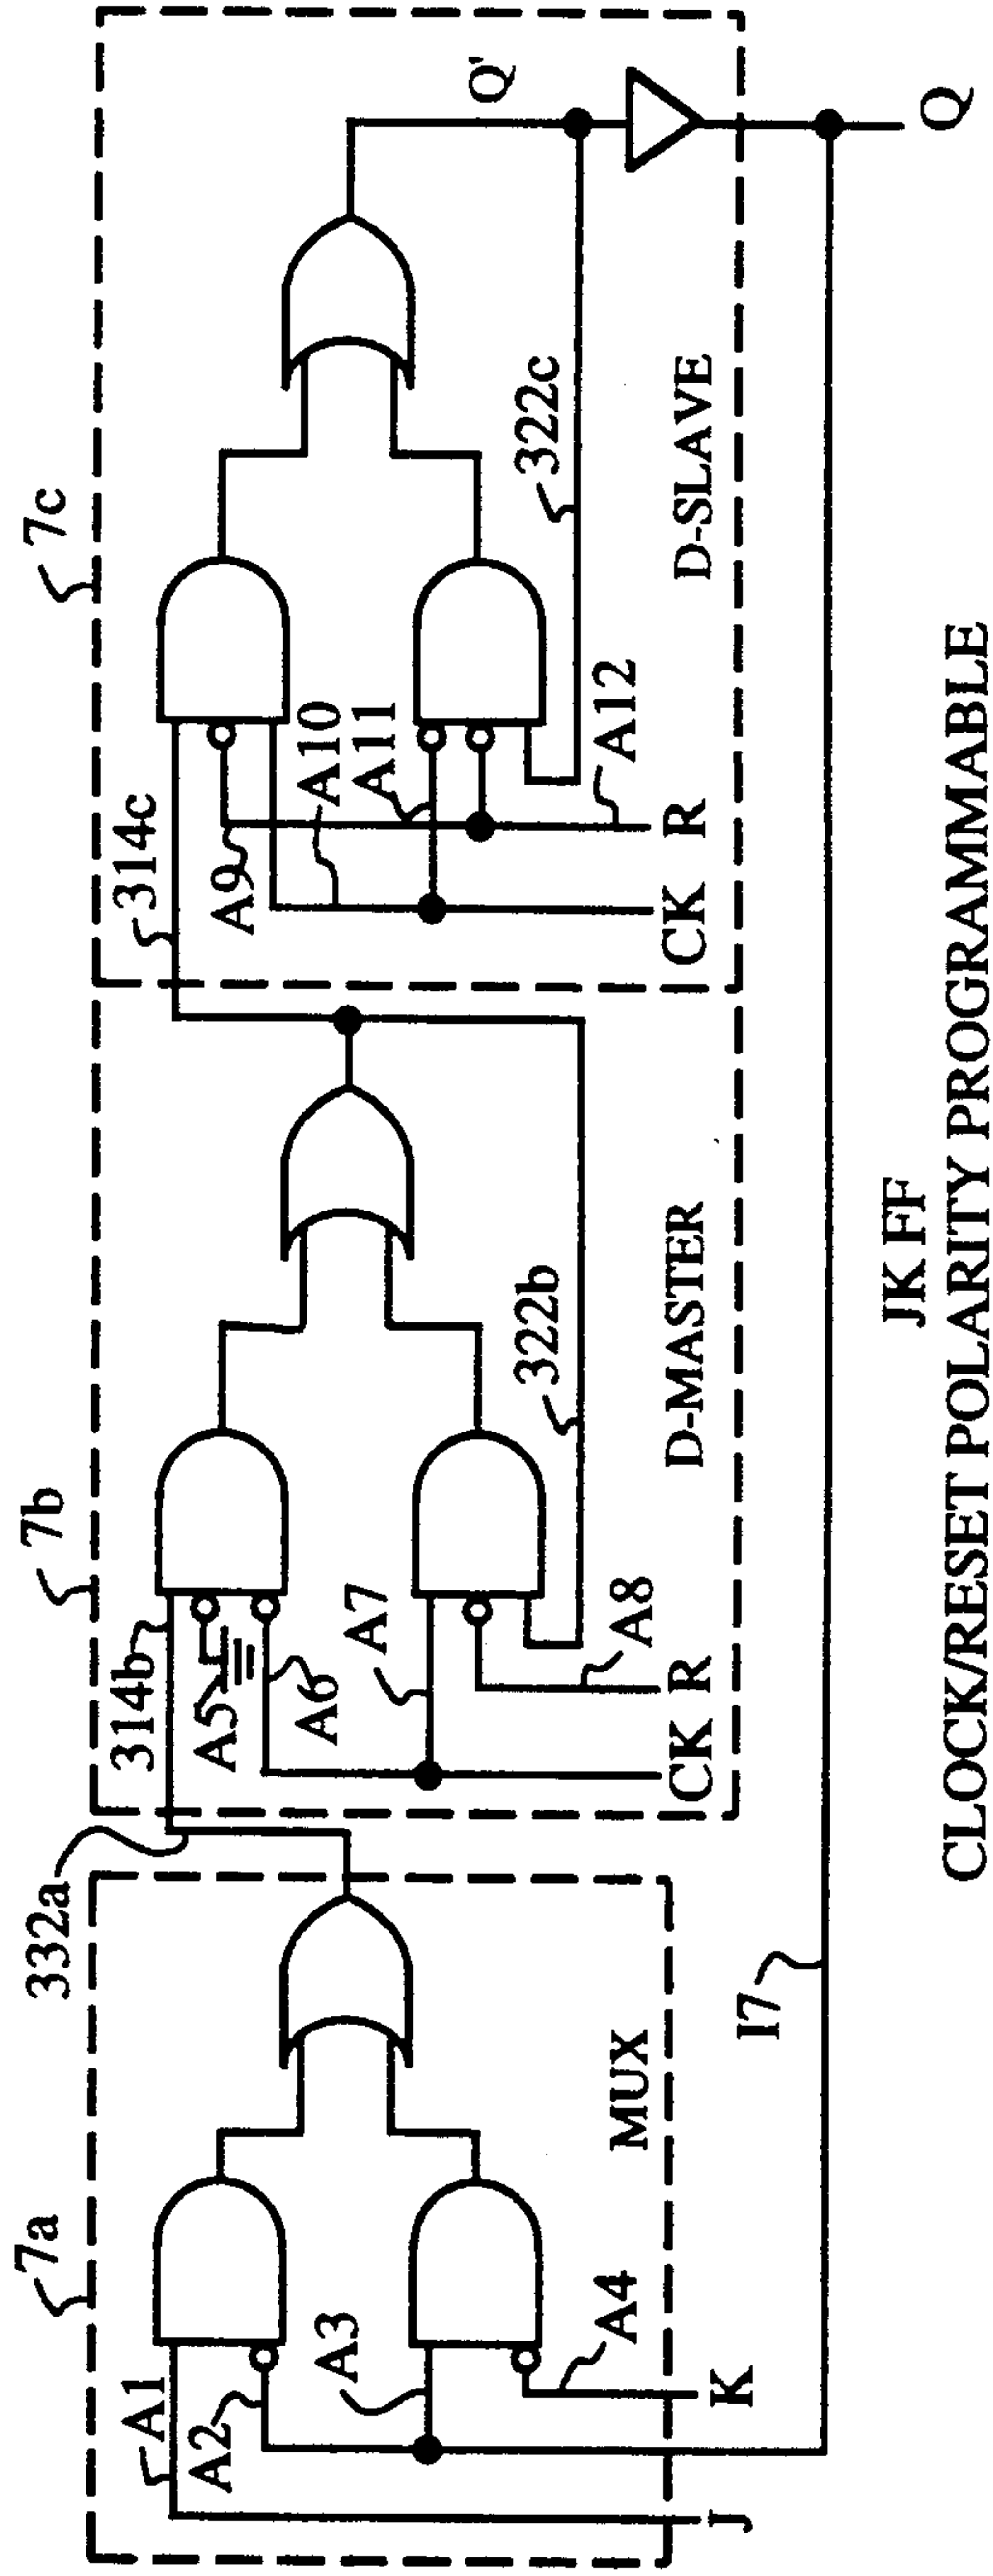 7a
7b
7c
332a
314b
314c
A1
A2
A3
A4
A5
A6
A7
A8
A9
A10
A11
A12
322b
322c
Q'
MUX
D-MASTER
D-SLAVE
J
K
CK
R
CK
R
I7
Q
JK FF
CLOCK/RESET POLARITY PROGRAMMABLE